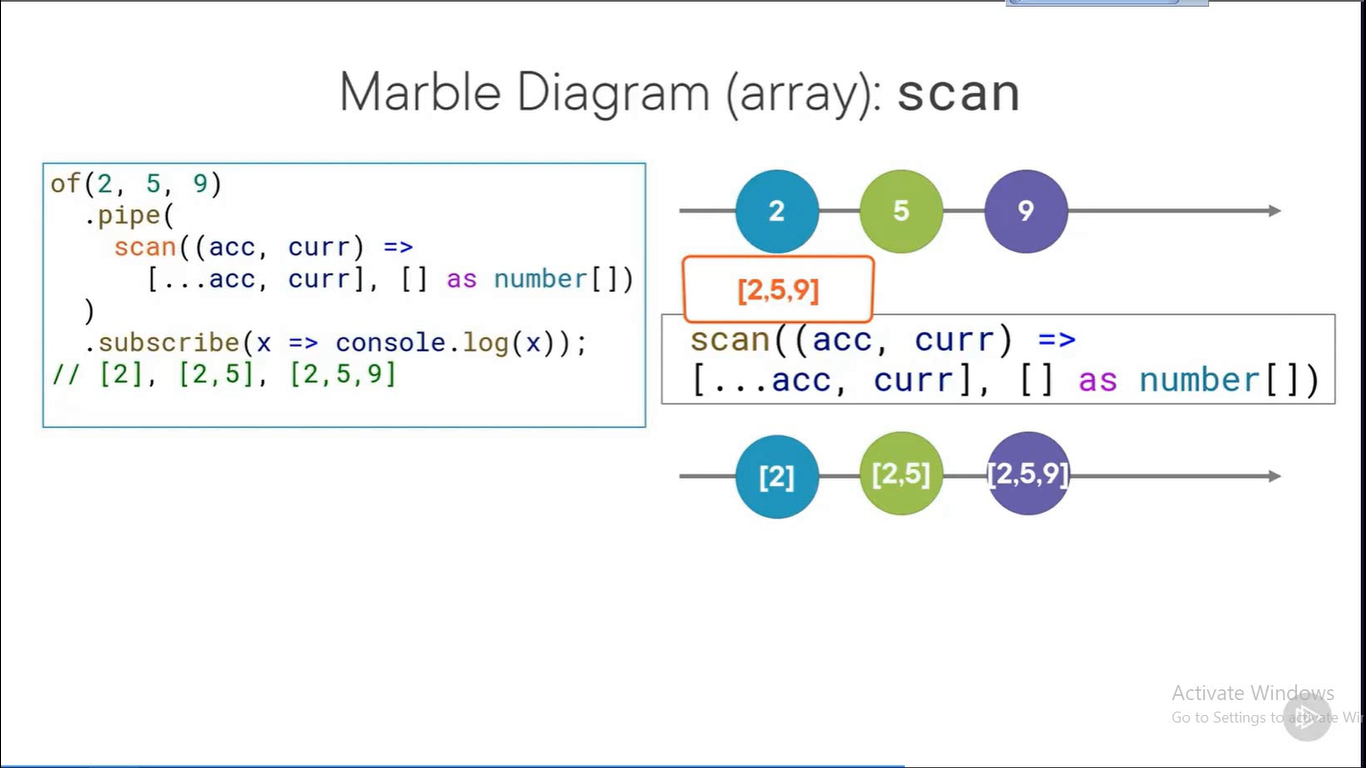 Marble Diagram (array): scan
of(2, 5, 9)
.pipe(
scan((acc, curr) =>
[...acc, curr], [] as number[])
)
.subscribe(x => console.log(x));
// [2], [2,5], [2,5,9]
2 5 9
[2,5,9]
scan((acc, curr) =>
[...acc, curr], [] as number[])
[2] [2,5] [2,5,9]
Activate Windows
Go to Settings to activate